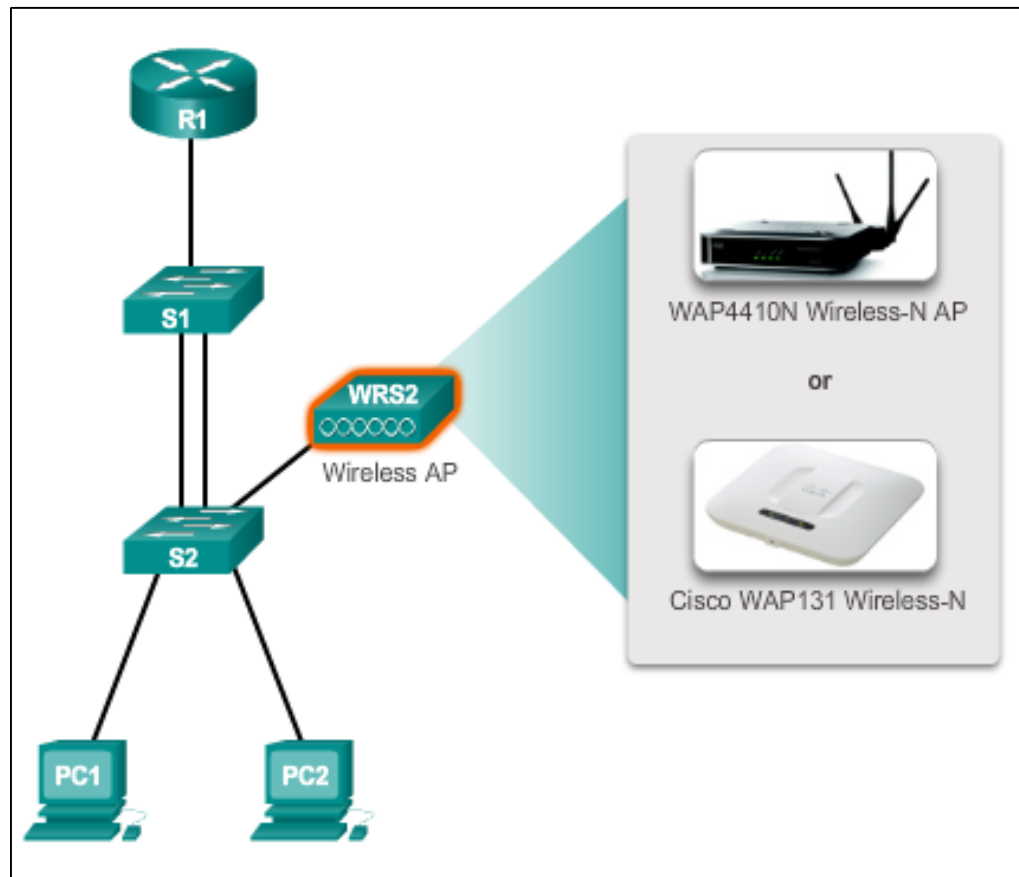 R1
S1
WRS2
Wireless AP
S2
PC1
PC2
WAP4410N Wireless-N AP
or
Cisco WAP131 Wireless-N